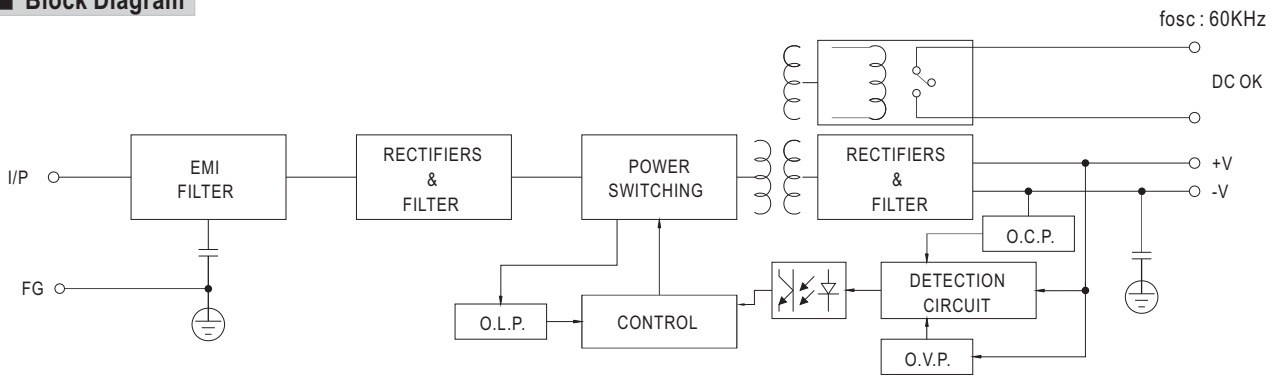 ■ Block Diagram
fosc : 60KHz
DC OK
I/P
EMI
FILTER
RECTIFIERS
&
FILTER
POWER
SWITCHING
RECTIFIERS
&
FILTER
+V
-V
O.C.P.
FG
O.L.P.
CONTROL
DETECTION
CIRCUIT
O.V.P.